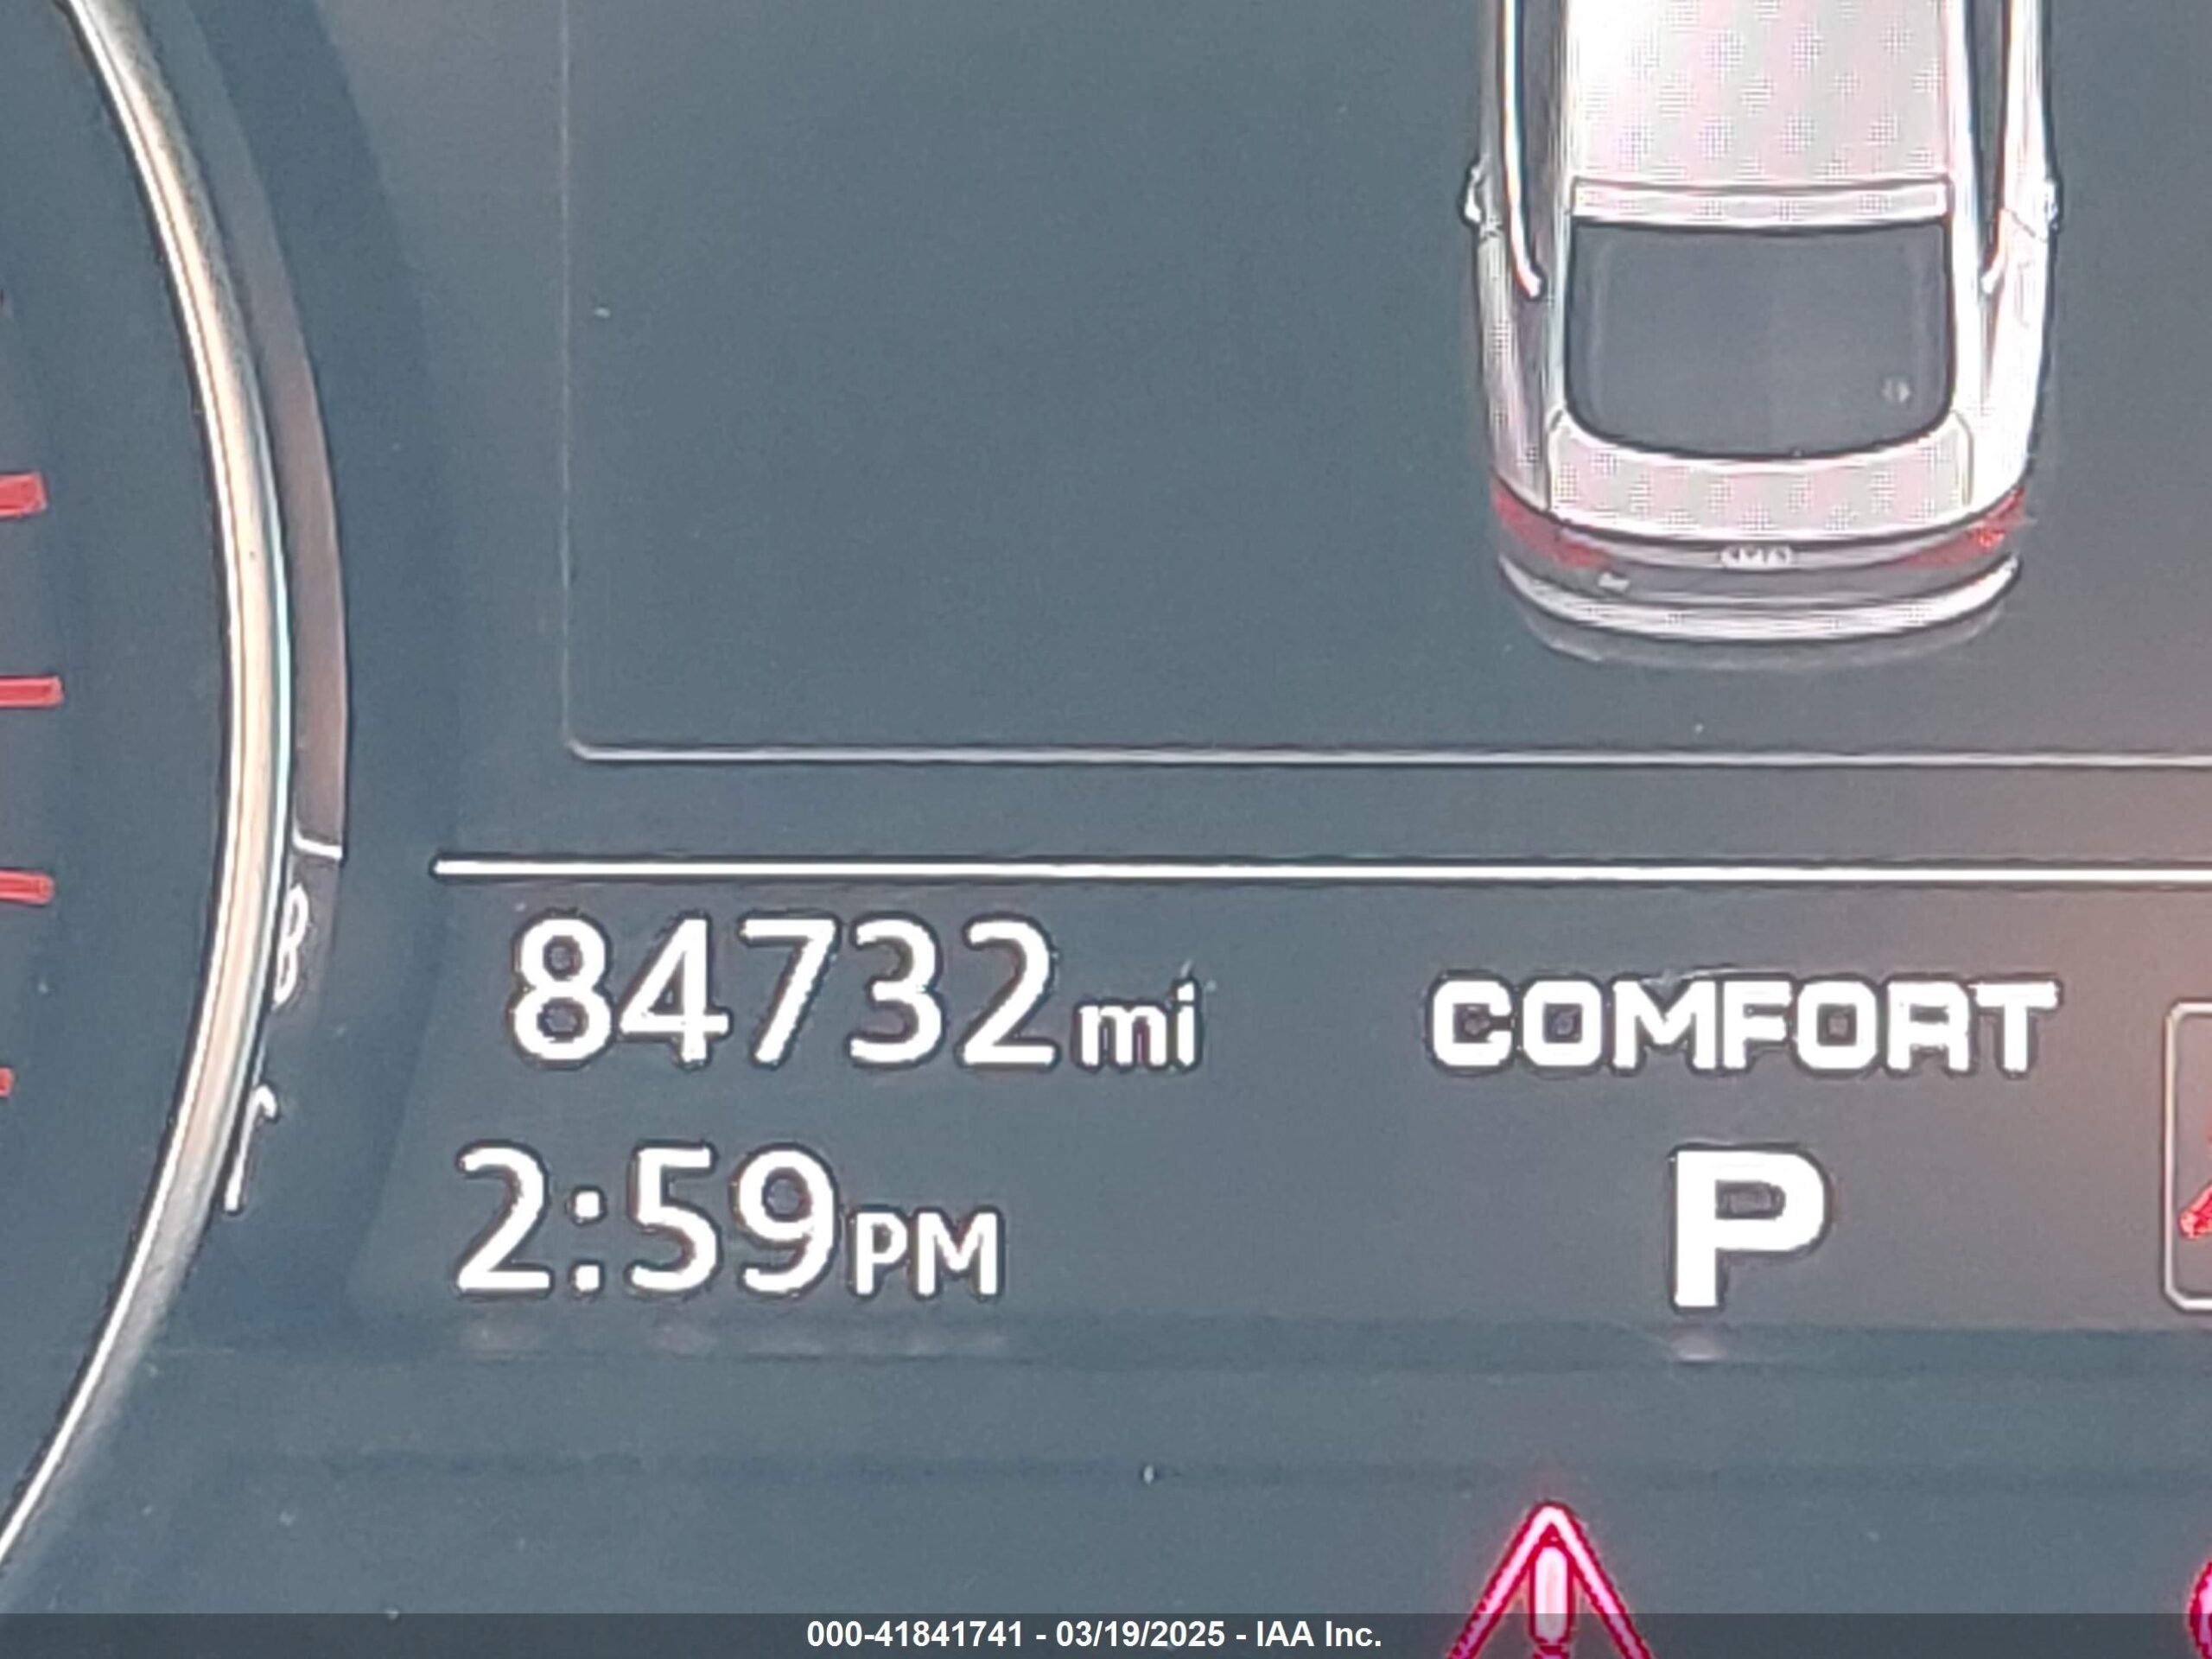 84732mi
COMFORT
2:59PM
P
000-41841741 - 03/19/2025 - IAA Inc.